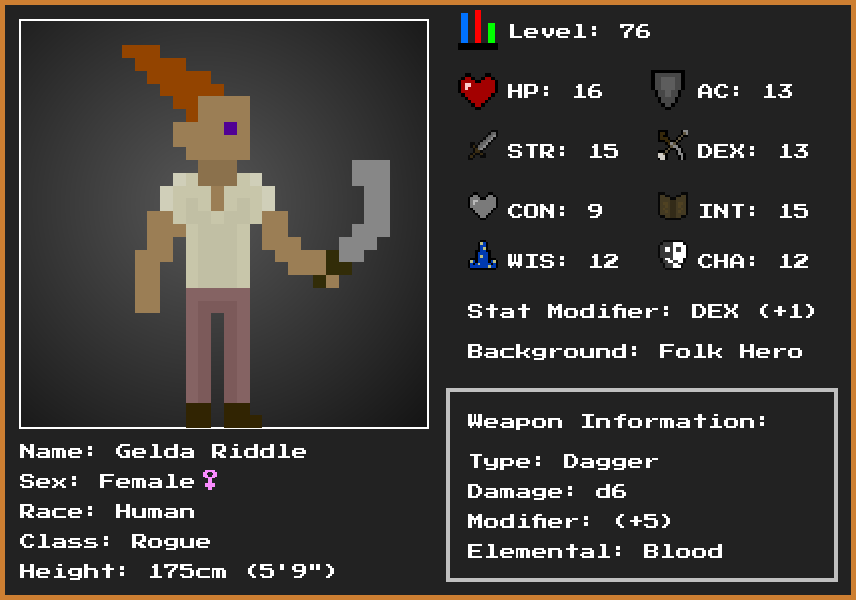 Level: 76
HP: 16
AC: 13
STR: 15
DEX: 13
CON: 9
INT: 15
WIS: 12
CHA: 12
Stat Modifier: DEX (+1)
Background: Folk Hero
Name: Gelda Riddle
Sex: Female♀
Race: Human
Class: Rogue
Height: 175cm (5'9")
Weapon Information:
Type: Dagger
Damage: d6
Modifier: (+5)
Elemental: Blood